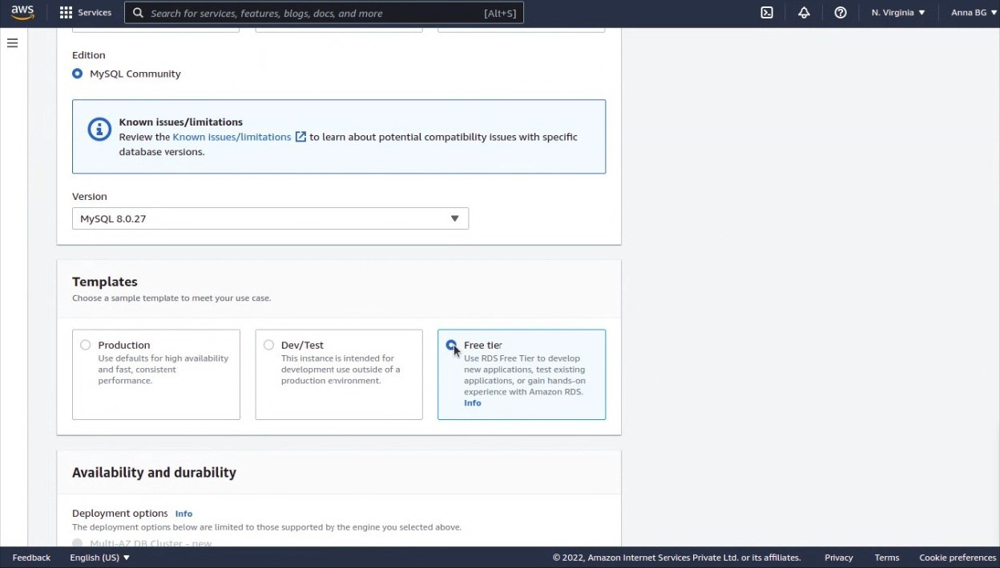 aws
Services
Search for services, features, blogs, docs, and more
[Alt+S]
N. Virginia
Anna BG
Edition
MySQL Community
Known issues/limitations
Review the Known issues/limitations to learn about potential compatibility issues with specific
database versions.
Version
MySQL 8.0.27
Templates
Choose a sample template to meet your use case.
Production
Use defaults for high availability
and fast, consistent
performance.
Dev/Test
This instance is intended for
development use outside of a
production environment.
Free tier
Use RDS Free Tier to develop
new applications, test existing
applications, or gain hands-on
experience with Amazon RDS.
Info
Availability and durability
Deployment options Info
The deployment options below are limited to those supported by the engine you selected above.
Multi-AZ DB Cluster - new
Feedback
English (US)
© 2022, Amazon Internet Services Private Ltd. or its affiliates.
Privacy
Terms
Cookie preferences